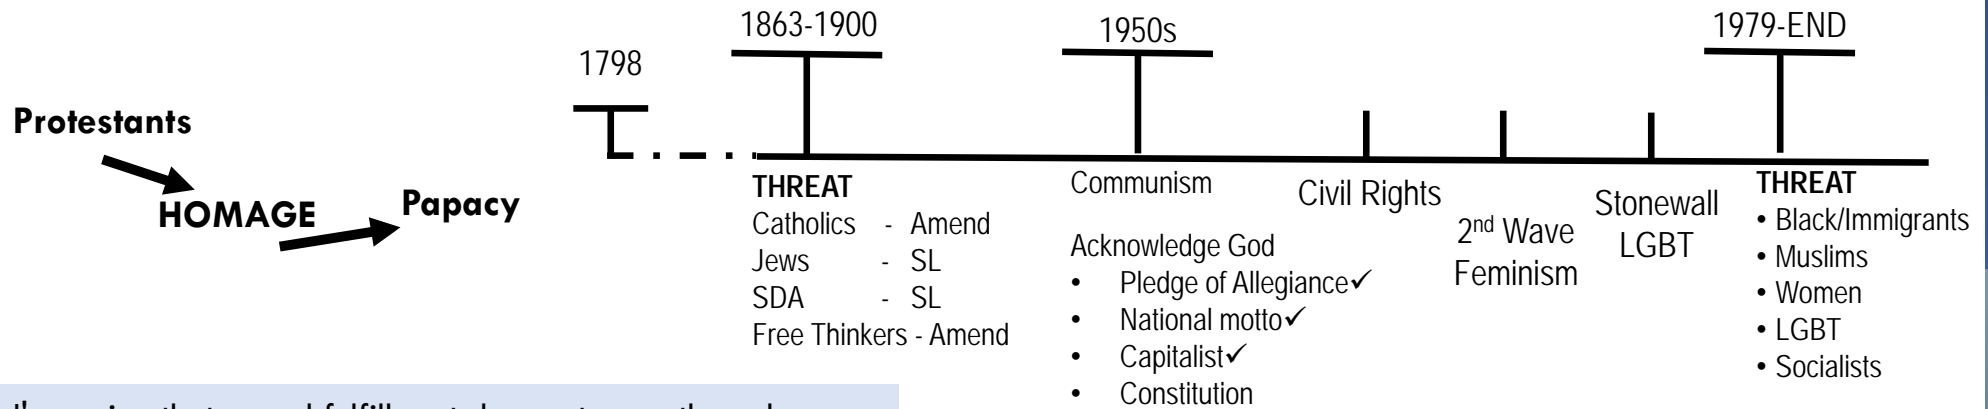 Protestants
HOMAGE
Papacy
1798
1863-1900
THREAT
Catholics - Amend
Jews - SL
SDA - SL
Free Thinkers - Amend
1950s
Communism
Acknowledge God
• Pledge of Allegiance✓
• National motto✓
• Capitalist✓
• Constitution
Civil Rights
2nd Wave
Feminism
Stonewall
LGBT
1979-END
THREAT
• Black/Immigrants
• Muslims
• Women
• LGBT
• Socialists